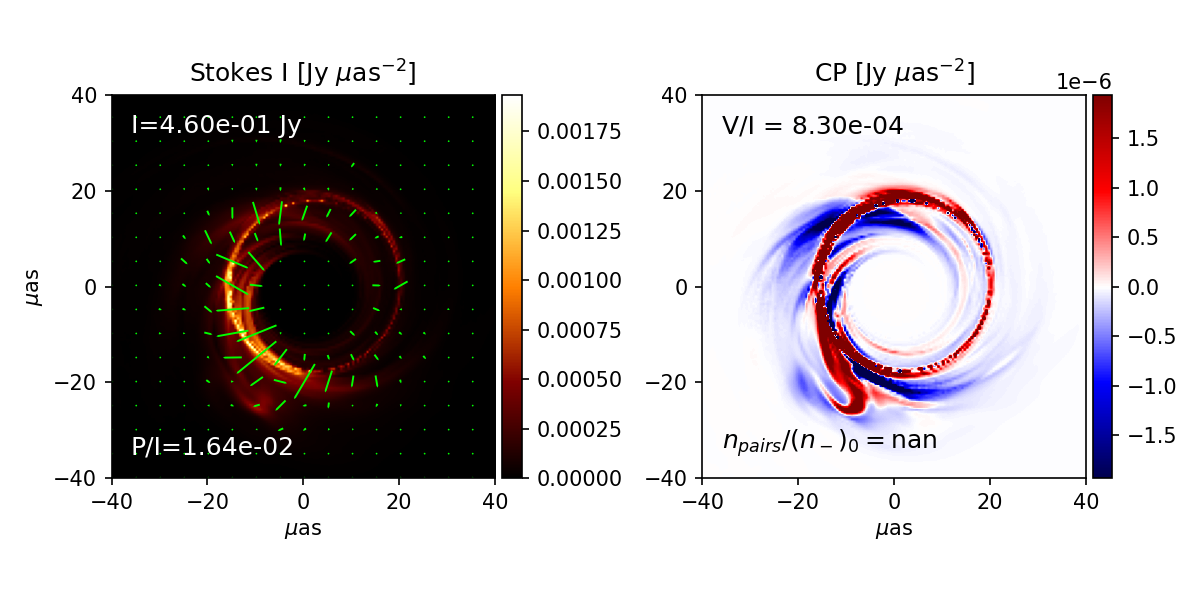 Stokes I [Jy μas⁻²]
I=4.60e-01 Jy
P/I=1.64e-02
40
20
0
−20
−40
μas
−40 −20 0 20 40
μas
0.00175
0.00150
0.00125
0.00100
0.00075
0.00050
0.00025
0.00000
CP [Jy μas⁻²]
1e−6
V/I = 8.30e-04
n_pairs/(n_−)_0 = nan
40
20
0
−20
−40
−40 −20 0 20 40
μas
1.5
1.0
0.5
0.0
−0.5
−1.0
−1.5